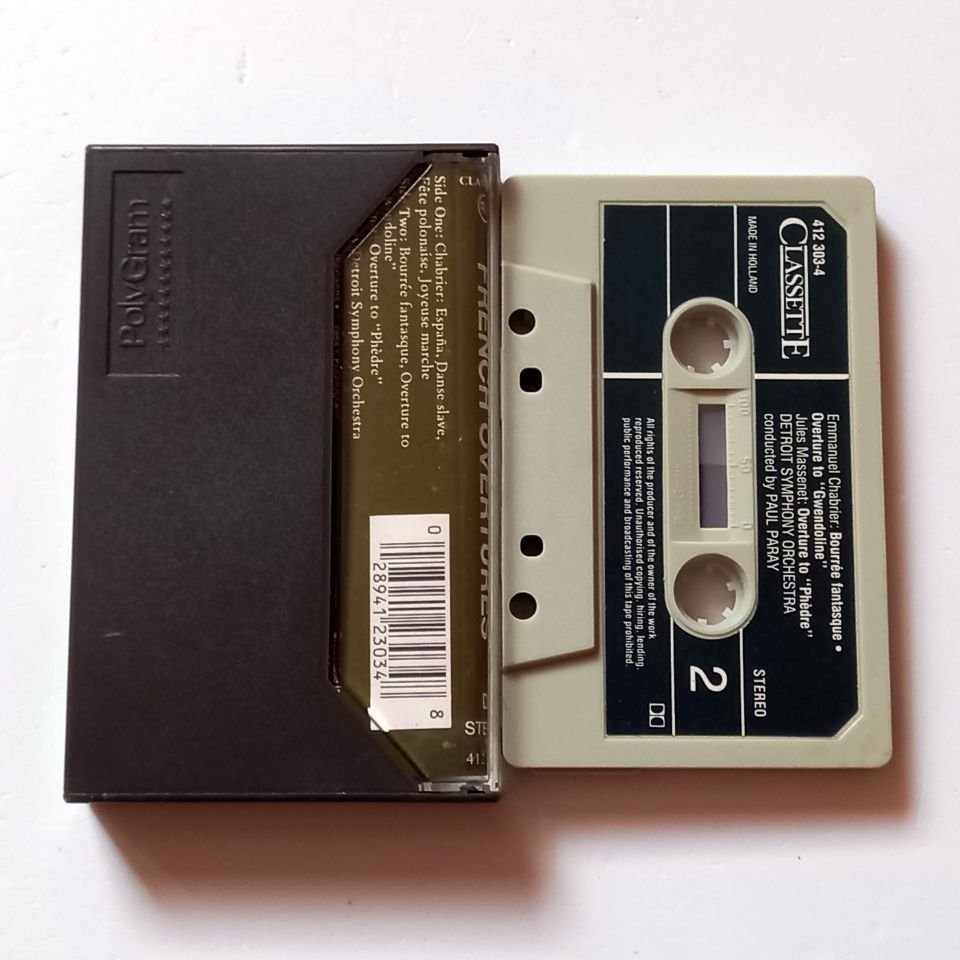 PolyGram
CLA
Side One: Chabrier: España, Danse slave,
Fête polonaise, Joyeuse marche
Two: Bourrée fantasque, Overture to
doline"
Overture to "Phèdre"
Detroit Symphony Orchestra
FRENCH OVERTURES
STE
0 28941 23034 8
412 303-4
CLASSETTE
MADE IN HOLLAND
Emmanuel Chabrier: Bourrée fantasque •
Overture to "Gwendoline"
Jules Massenet: Overture to "Phèdre"
DETROIT SYMPHONY ORCHESTRA
conducted by PAUL PARAY
STEREO
2
100 50 0
All rights of the producer and of the owner of the work
reproduced reserved. Unauthorised copying, hiring, lending,
public performance and broadcasting of this tape prohibited.